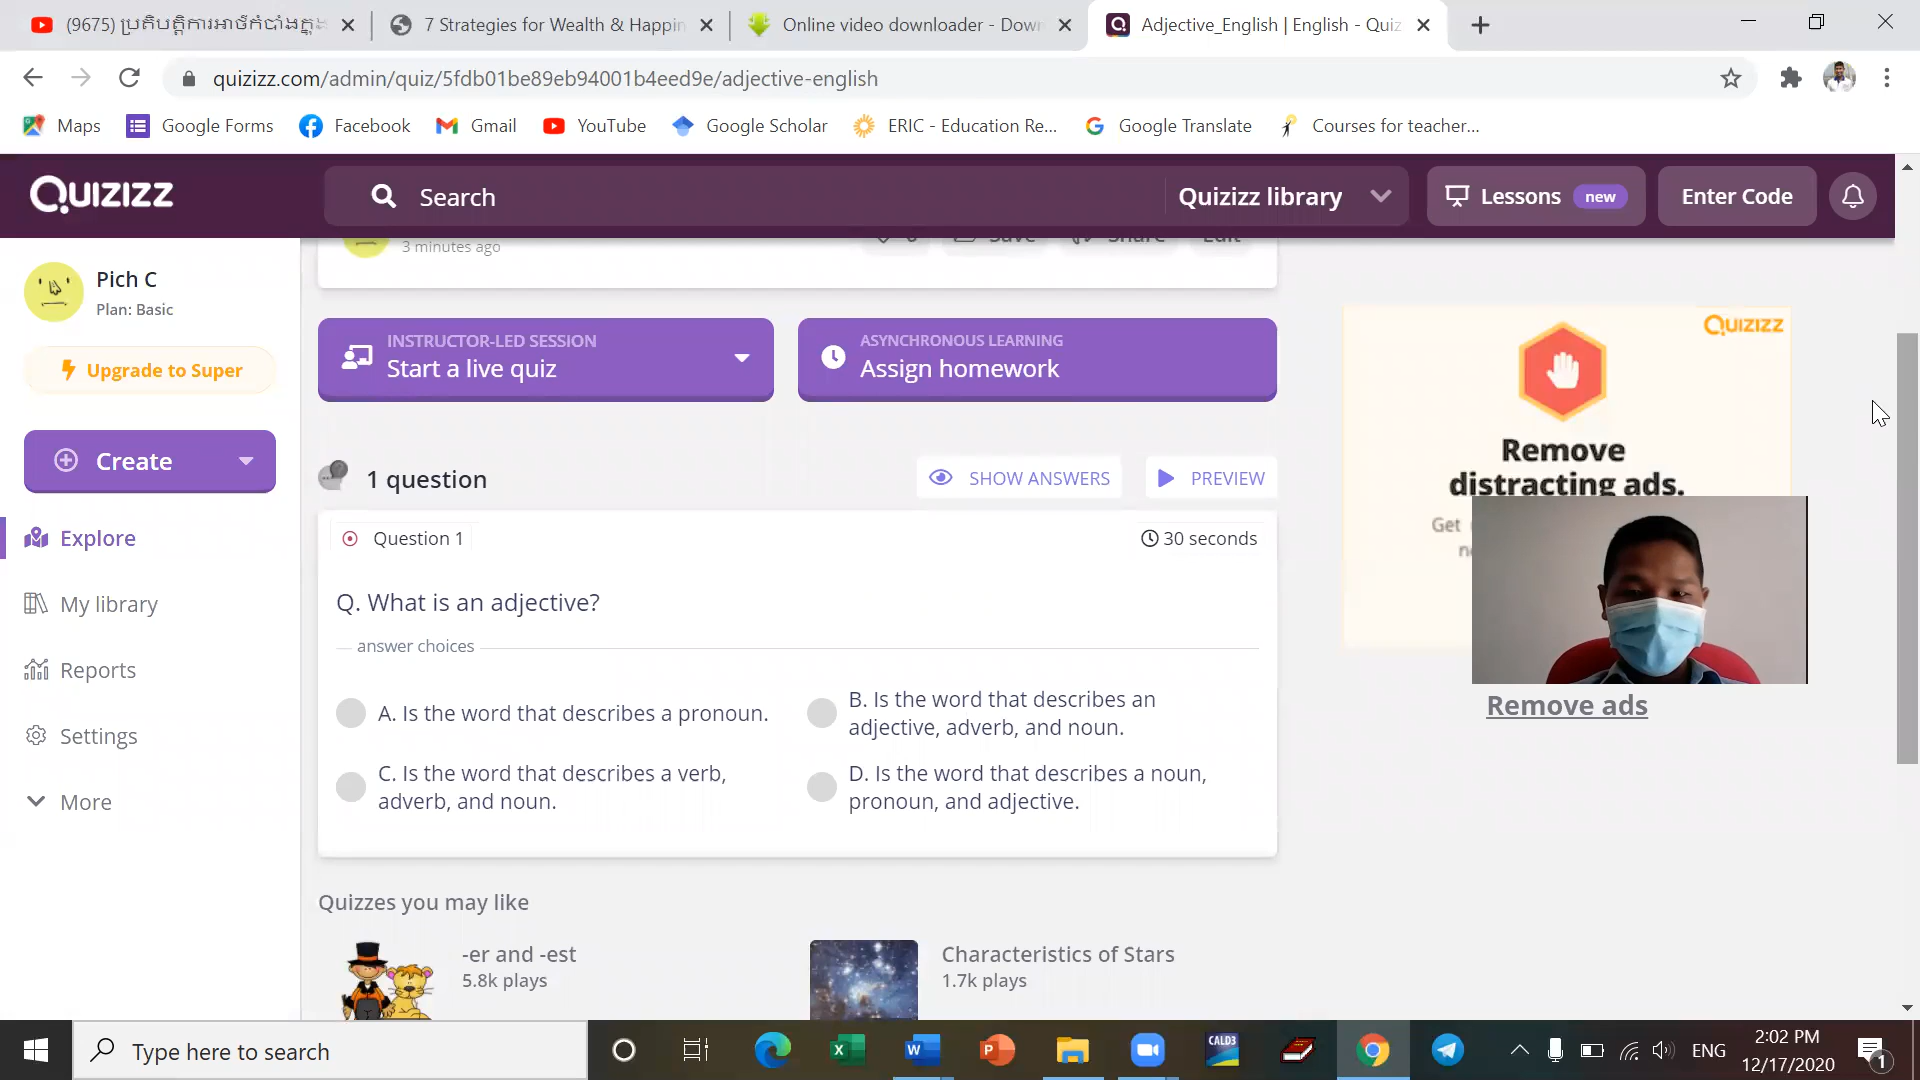 (9675) ប្រតិបត្តិការអាថ៌កំបាំងក្នុង
7 Strategies for Wealth & Happin
Online video downloader - Down
Adjective_English | English - Quiz
quizizz.com/admin/quiz/5fdb01be89eb94001b4eed9e/adjective-english
Maps
Google Forms
Facebook
Gmail
YouTube
Google Scholar
ERIC - Education Re...
Google Translate
Courses for teacher...
Quizizz
Search
Quizizz library
Lessons new
Enter Code
3 minutes ago
0 Save Share Edit
Pich C
Plan: Basic
Upgrade to Super
Create
Explore
My library
Reports
Settings
More
INSTRUCTOR-LED SESSION
Start a live quiz
ASYNCHRONOUS LEARNING
Assign homework
1 question
SHOW ANSWERS
PREVIEW
Question 1
30 seconds
Q. What is an adjective?
answer choices
A. Is the word that describes a pronoun.
B. Is the word that describes an
adjective, adverb, and noun.
C. Is the word that describes a verb,
adverb, and noun.
D. Is the word that describes a noun,
pronoun, and adjective.
Quizizz
Remove
distracting ads.
Get
Remove ads
Quizzes you may like
-er and -est
5.8k plays
Characteristics of Stars
1.7k plays
Type here to search
CALD3
ENG
2:02 PM
12/17/2020
1